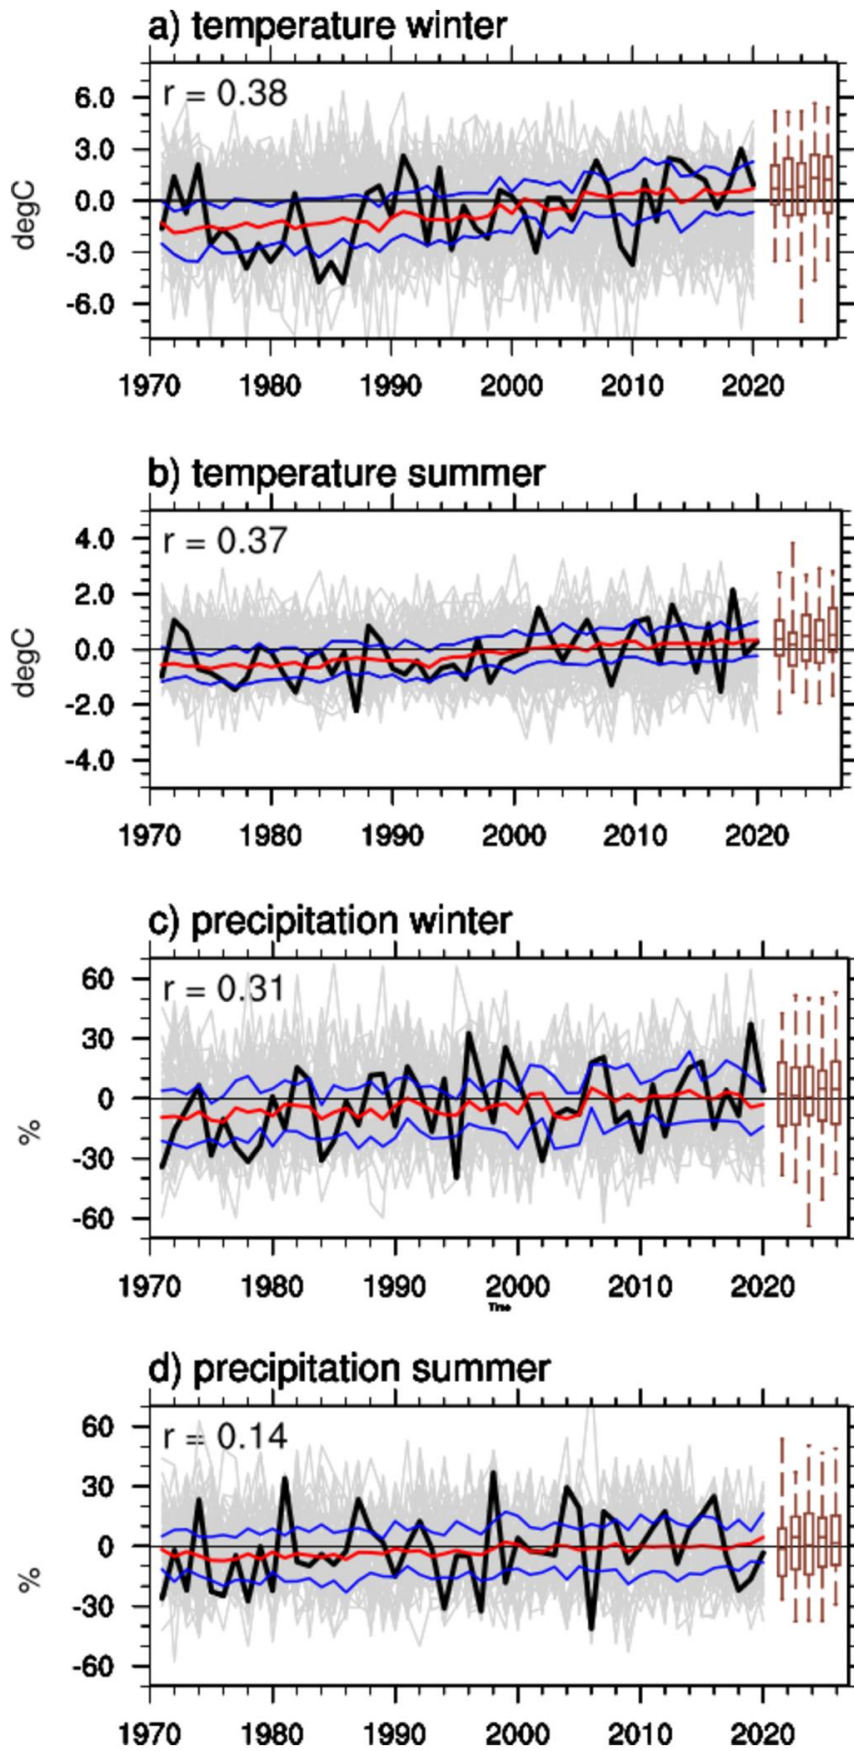 a) temperature winter
r = 0.38
6.0
3.0
0.0
-3.0
-6.0
degC
1970 1980 1990 2000 2010 2020
b) temperature summer
r = 0.37
4.0
2.0
0.0
-2.0
-4.0
degC
1970 1980 1990 2000 2010 2020
c) precipitation winter
r = 0.31
60
30
0
-30
-60
%
1970 1980 1990 2000 2010 2020
Time
d) precipitation summer
r = 0.14
60
30
0
-30
-60
%
1970 1980 1990 2000 2010 2020